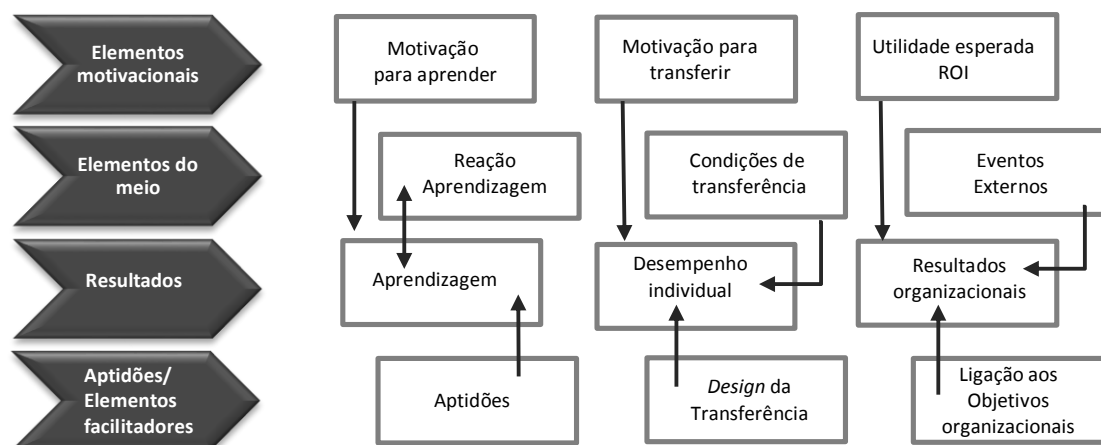 Elementos
motivacionais
Motivação
para aprender
Motivação para
transferir
Utilidade esperada
ROI
Elementos do
meio
Reação
Aprendizagem
Condições de
transferência
Eventos
Externos
Resultados
Aprendizagem
Desempenho
individual
Resultados
organizacionais
Aptidões/
Elementos
facilitadores
Aptidões
Design da
Transferência
Ligação aos
Objetivos
organizacionais